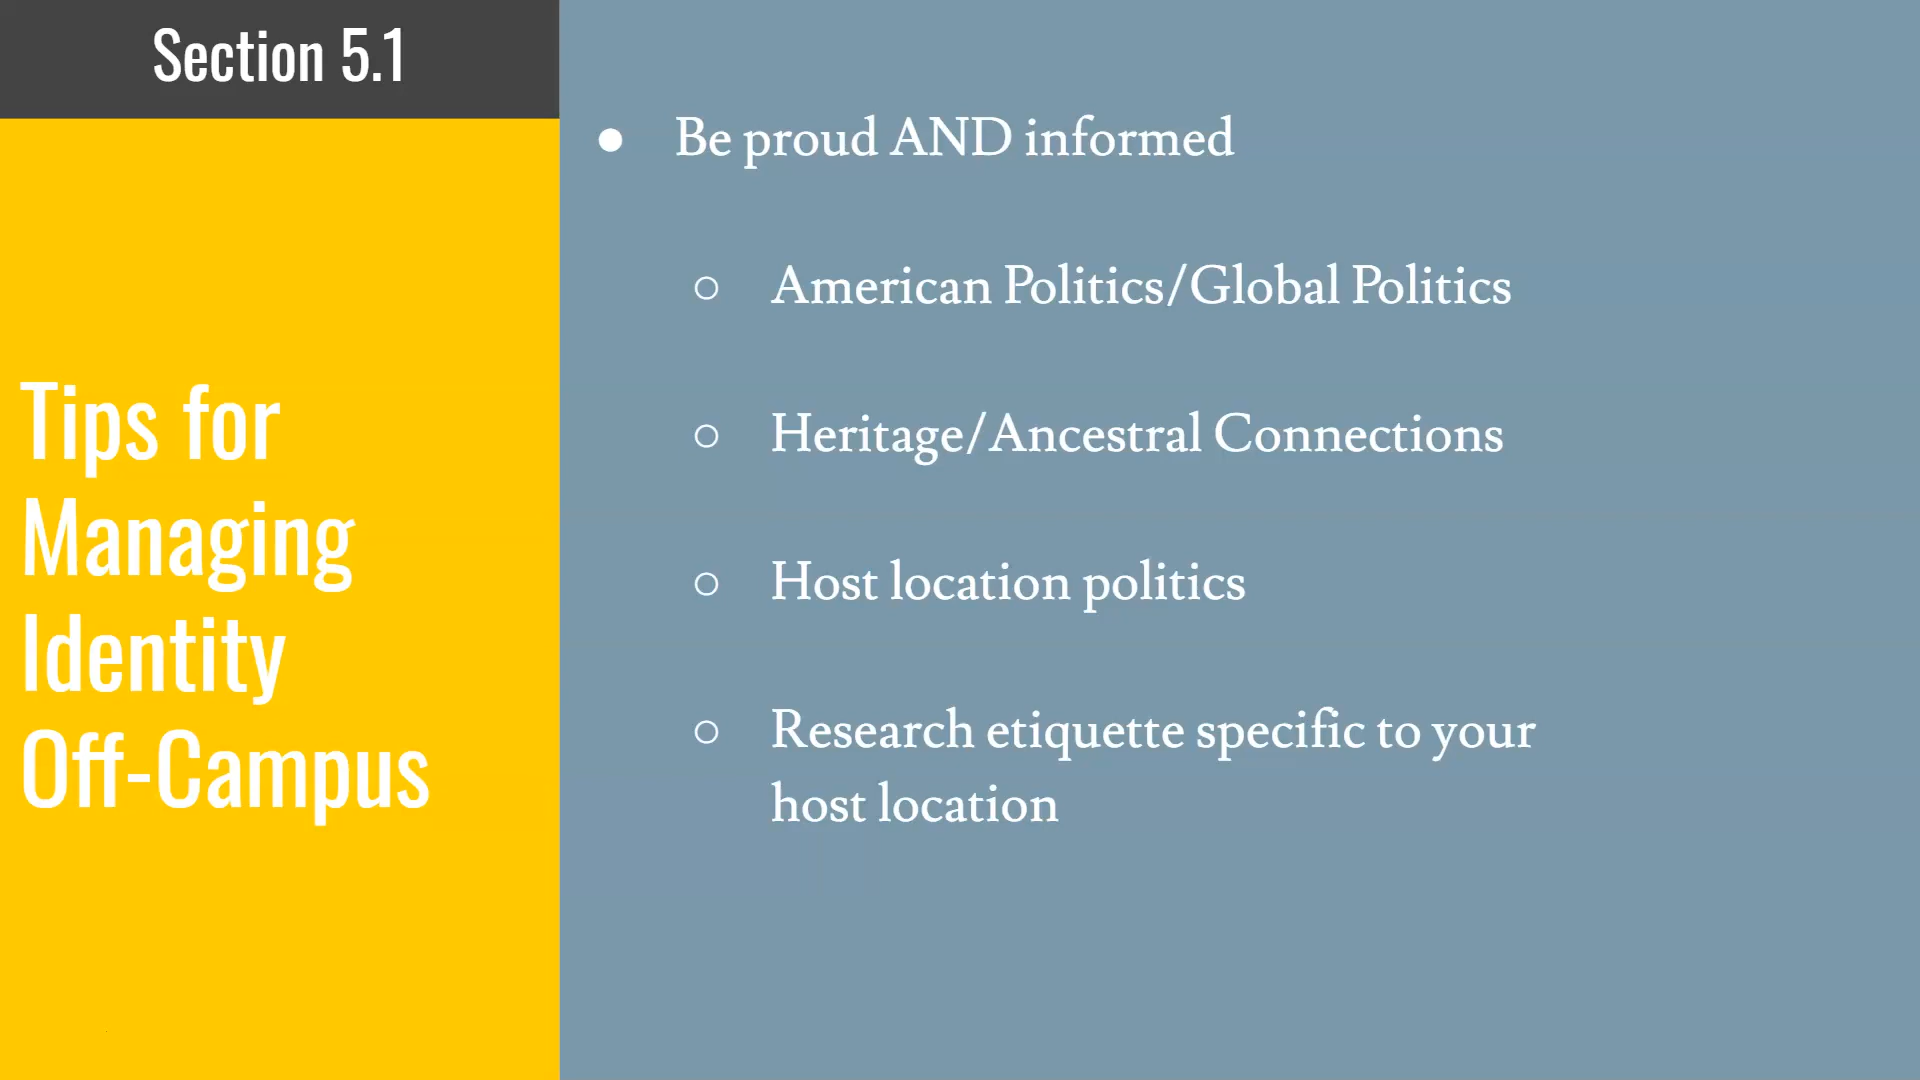 Section 5.1
Tips for
Managing
Identity
Off-Campus
● Be proud AND informed
○ American Politics/Global Politics
○ Heritage/Ancestral Connections
○ Host location politics
○ Research etiquette specific to your
host location